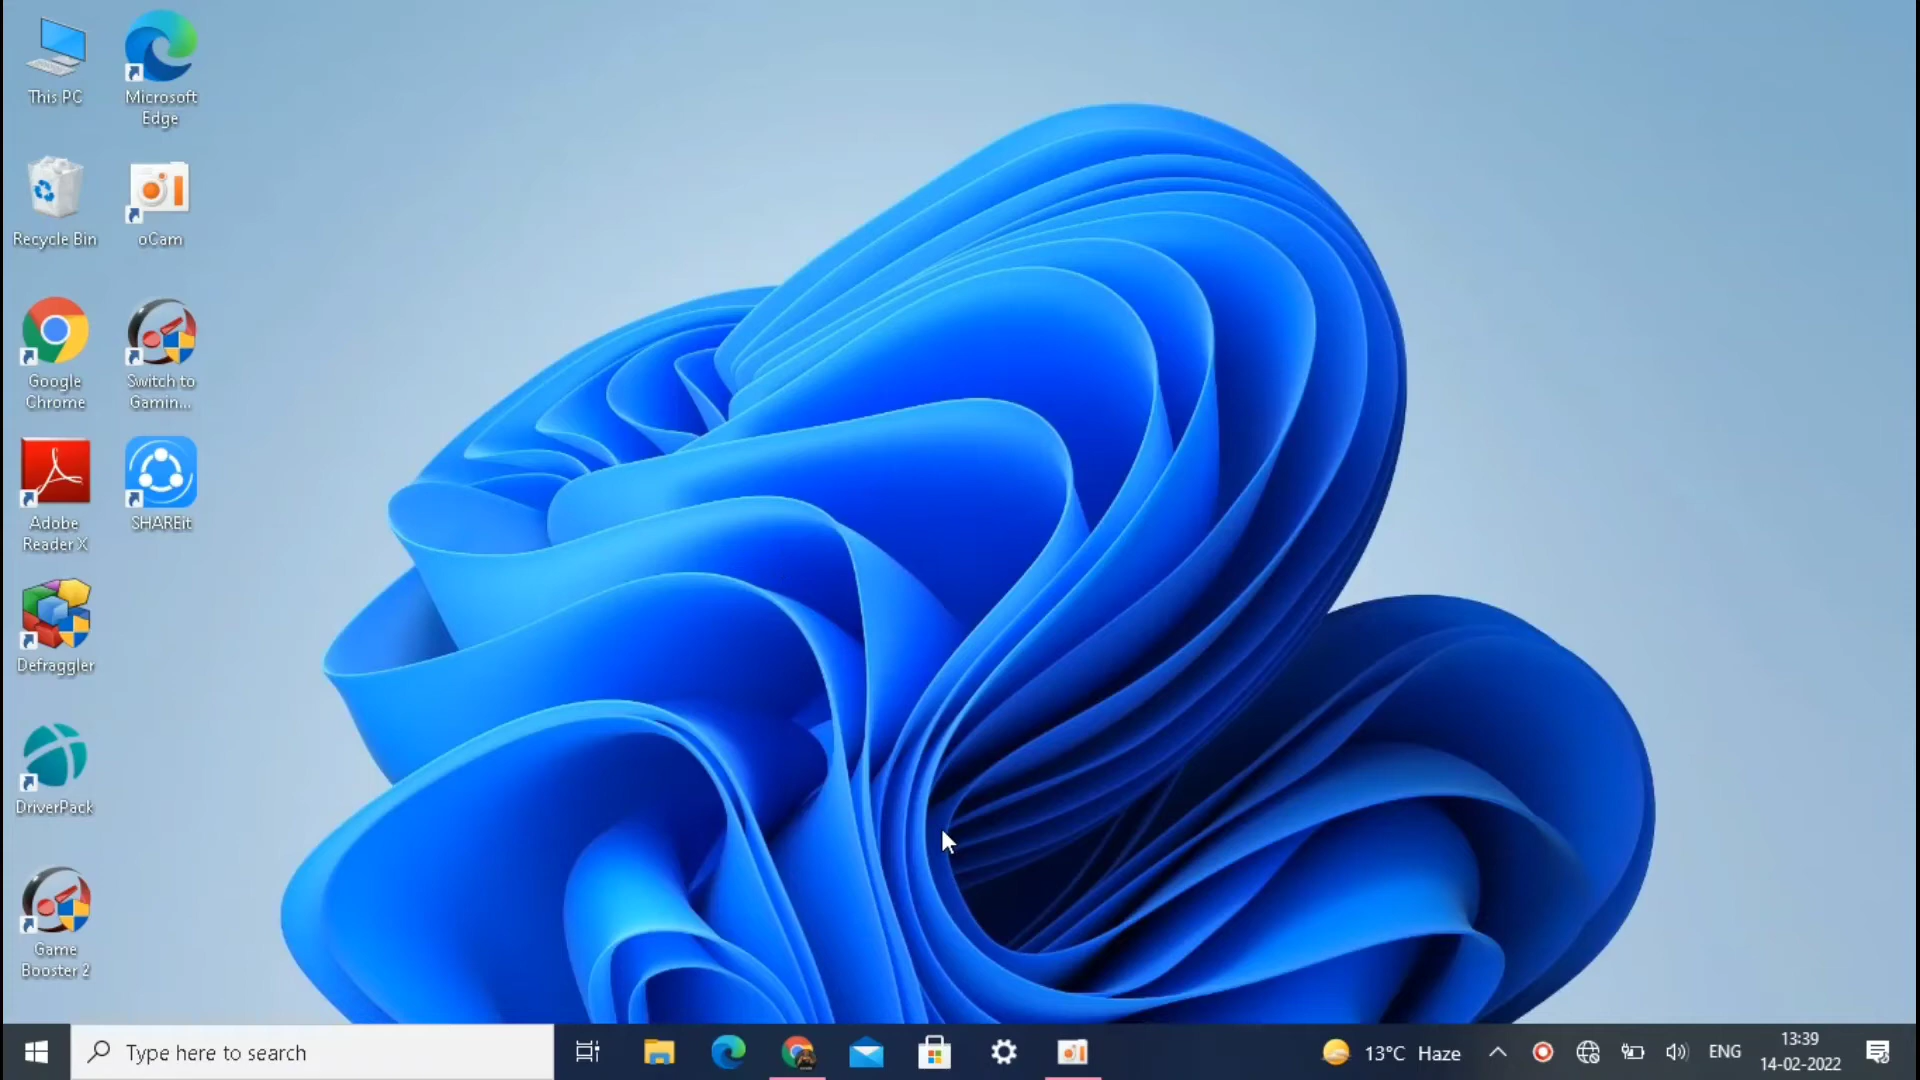 This PC
Microsoft
Edge
Recycle Bin
oCam
Google
Chrome
Switch to
Gamin...
Adobe
Reader X
SHAREit
Defraggler
DriverPack
Game
Booster 2
Type here to search
13°C Haze
ENG
13:39
14-02-2022